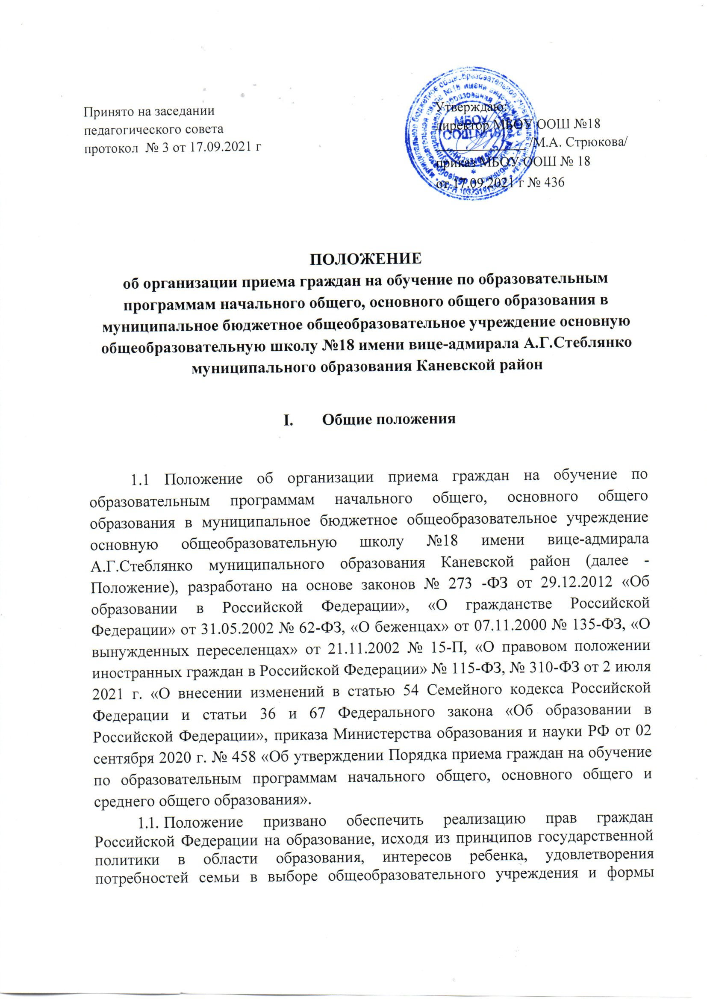 Принято на заседании
педагогического совета
протокол № 3 от 17.09.2021 г
Утверждаю:
директор МБОУ ООШ №18
/М.А. Стрюкова/
приказ МБОУ ООШ № 18
от 17.09.2021 г № 436
МБОУ
ООШ №18
ПОЛОЖЕНИЕ
об организации приема граждан на обучение по образовательным
программам начального общего, основного общего образования в
муниципальное бюджетное общеобразовательное учреждение основную
общеобразовательную школу №18 имени вице-адмирала А.Г.Стеблянко
муниципального образования Каневской район
I. Общие положения
1.1 Положение об организации приема граждан на обучение по
образовательным программам начального общего, основного общего
образования в муниципальное бюджетное общеобразовательное учреждение
основную общеобразовательную школу №18 имени вице-адмирала
А.Г.Стеблянко муниципального образования Каневской район (далее -
Положение), разработано на основе законов № 273 -ФЗ от 29.12.2012 «Об
образовании в Российской Федерации», «О гражданстве Российской
Федерации» от 31.05.2002 № 62-ФЗ, «О беженцах» от 07.11.2000 № 135-ФЗ, «О
вынужденных переселенцах» от 21.11.2002 № 15-П, «О правовом положении
иностранных граждан в Российской Федерации» № 115-ФЗ, № 310-ФЗ от 2 июля
2021 г. «О внесении изменений в статью 54 Семейного кодекса Российской
Федерации и статьи 36 и 67 Федерального закона «Об образовании в
Российской Федерации», приказа Министерства образования и науки РФ от 02
сентября 2020 г. № 458 «Об утверждении Порядка приема граждан на обучение
по образовательным программам начального общего, основного общего и
среднего общего образования».
1.1. Положение призвано обеспечить реализацию прав граждан
Российской Федерации на образование, исходя из принципов государственной
политики в области образования, интересов ребенка, удовлетворения
потребностей семьи в выборе общеобразовательного учреждения и формы